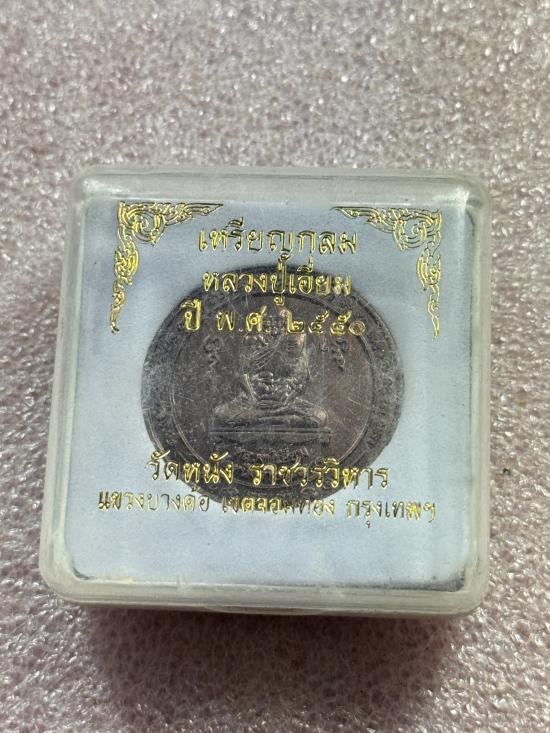 เหรียญกลม
หลวงปู่เอี่ยม
ปี พ.ศ. ๒๕๕๐
วัดหนัง ราชวรวิหาร
แขวงบางค้อ เขตจอมทอง กรุงเทพฯ